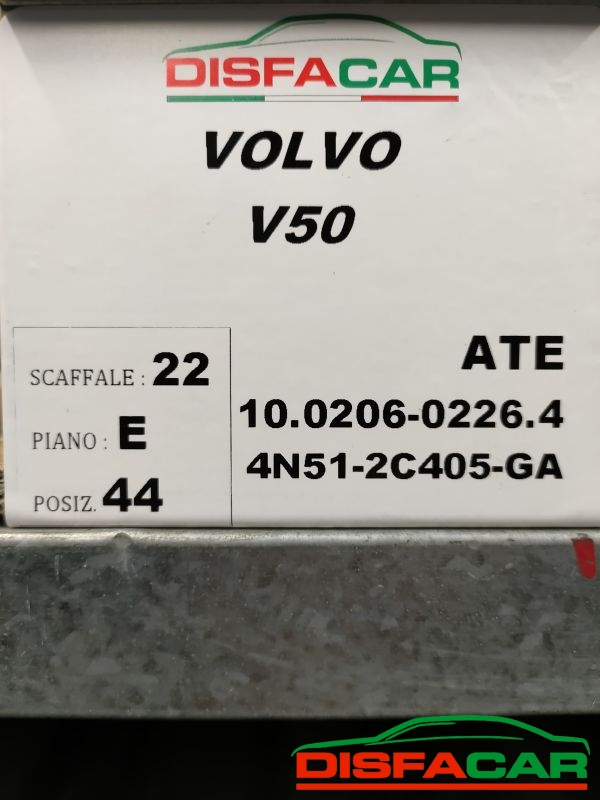 DISFACAR
VOLVO
V50
SCAFFALE : 22
PIANO : E
POSIZ. 44
ATE
10.0206-0226.4
4N51-2C405-GA
DISFACAR